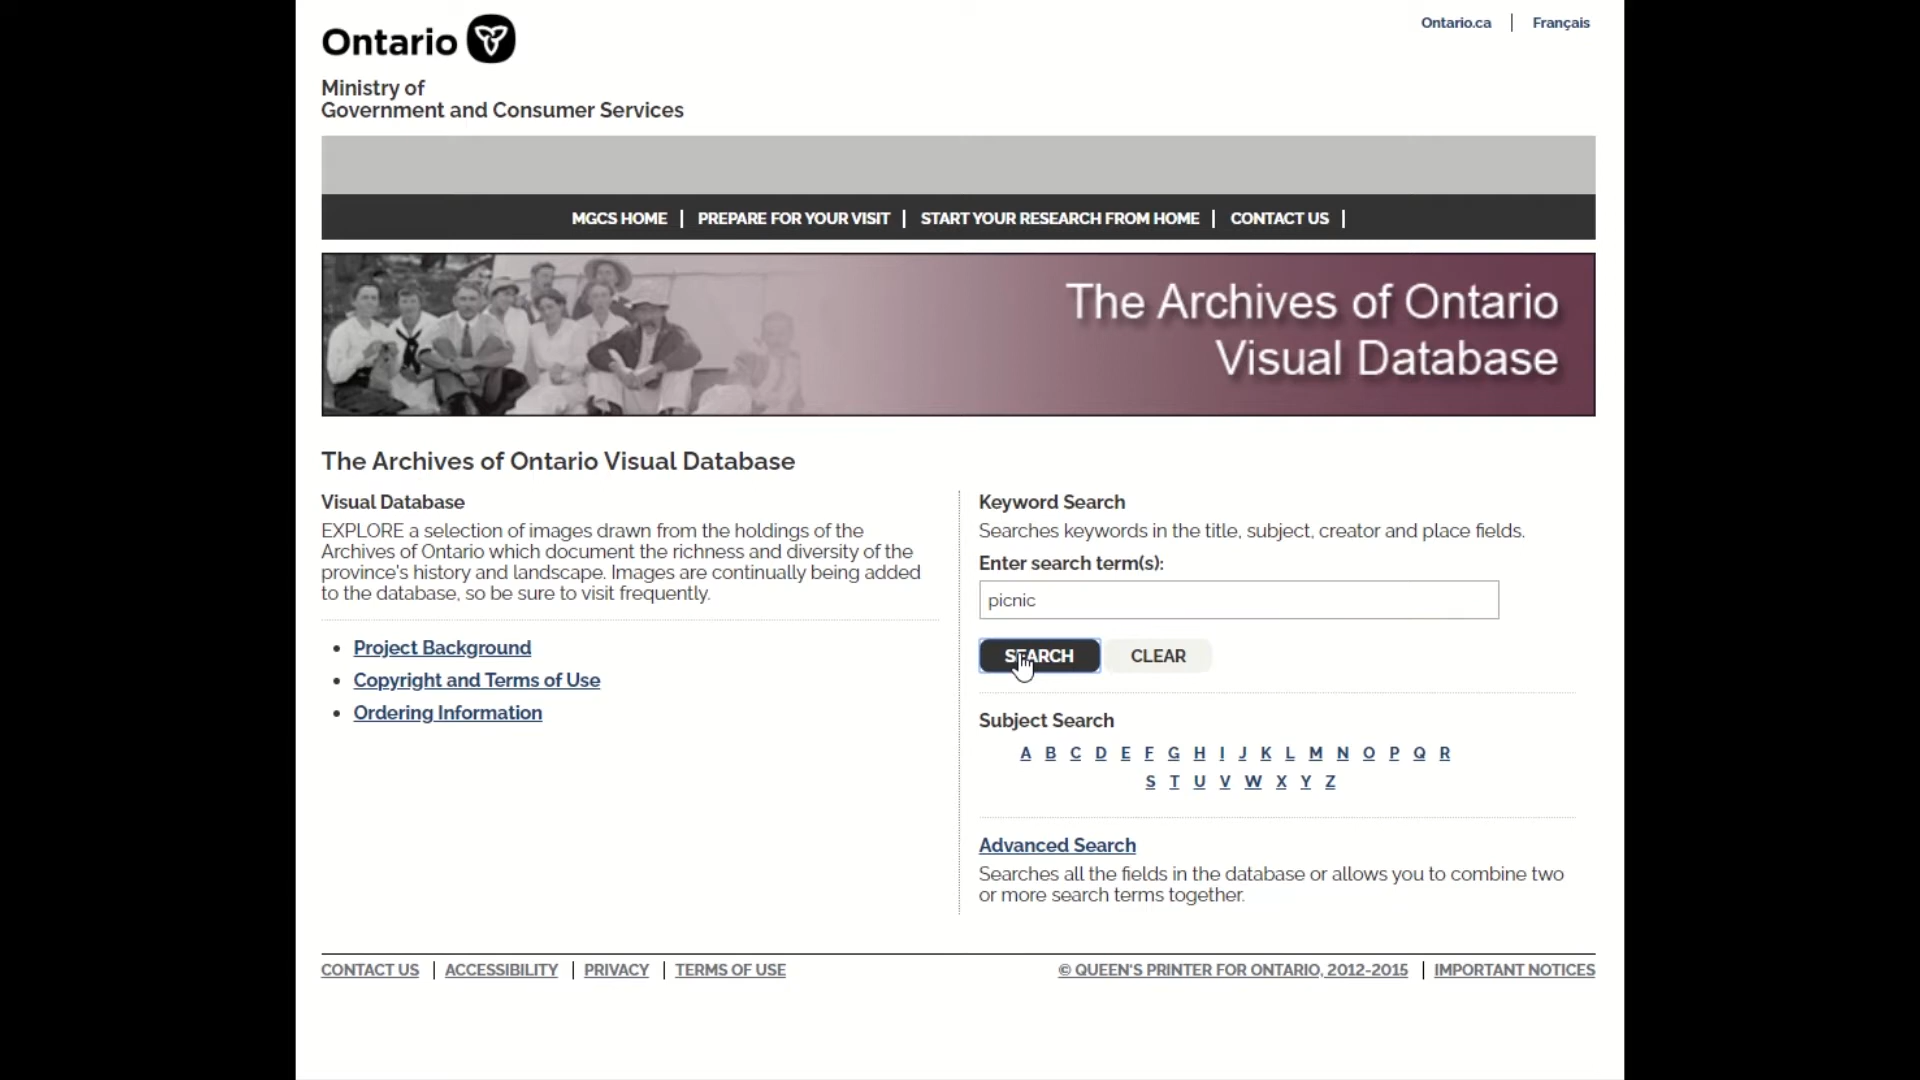 Ontario
Ontario.ca
Français
Ministry of
Government and Consumer Services
MGCS HOME
PREPARE FOR YOUR VISIT
START YOUR RESEARCH FROM HOME
CONTACT US
The Archives of Ontario
Visual Database
The Archives of Ontario Visual Database
Visual Database
EXPLORE a selection of images drawn from the holdings of the
Archives of Ontario which document the richness and diversity of the
province's history and landscape. Images are continually being added
to the database, so be sure to visit frequently.
Project Background
Copyright and Terms of Use
Ordering Information
Keyword Search
Searches keywords in the title, subject, creator and place fields.
Enter search term(s):
picnic
SEARCH
CLEAR
Subject Search
A B C D E F G H I J K L M N O P Q R
S T U V W X Y Z
Advanced Search
Searches all the fields in the database or allows you to combine two
or more search terms together.
CONTACT US
ACCESSIBILITY
PRIVACY
TERMS OF USE
© QUEEN'S PRINTER FOR ONTARIO, 2012-2015
IMPORTANT NOTICES